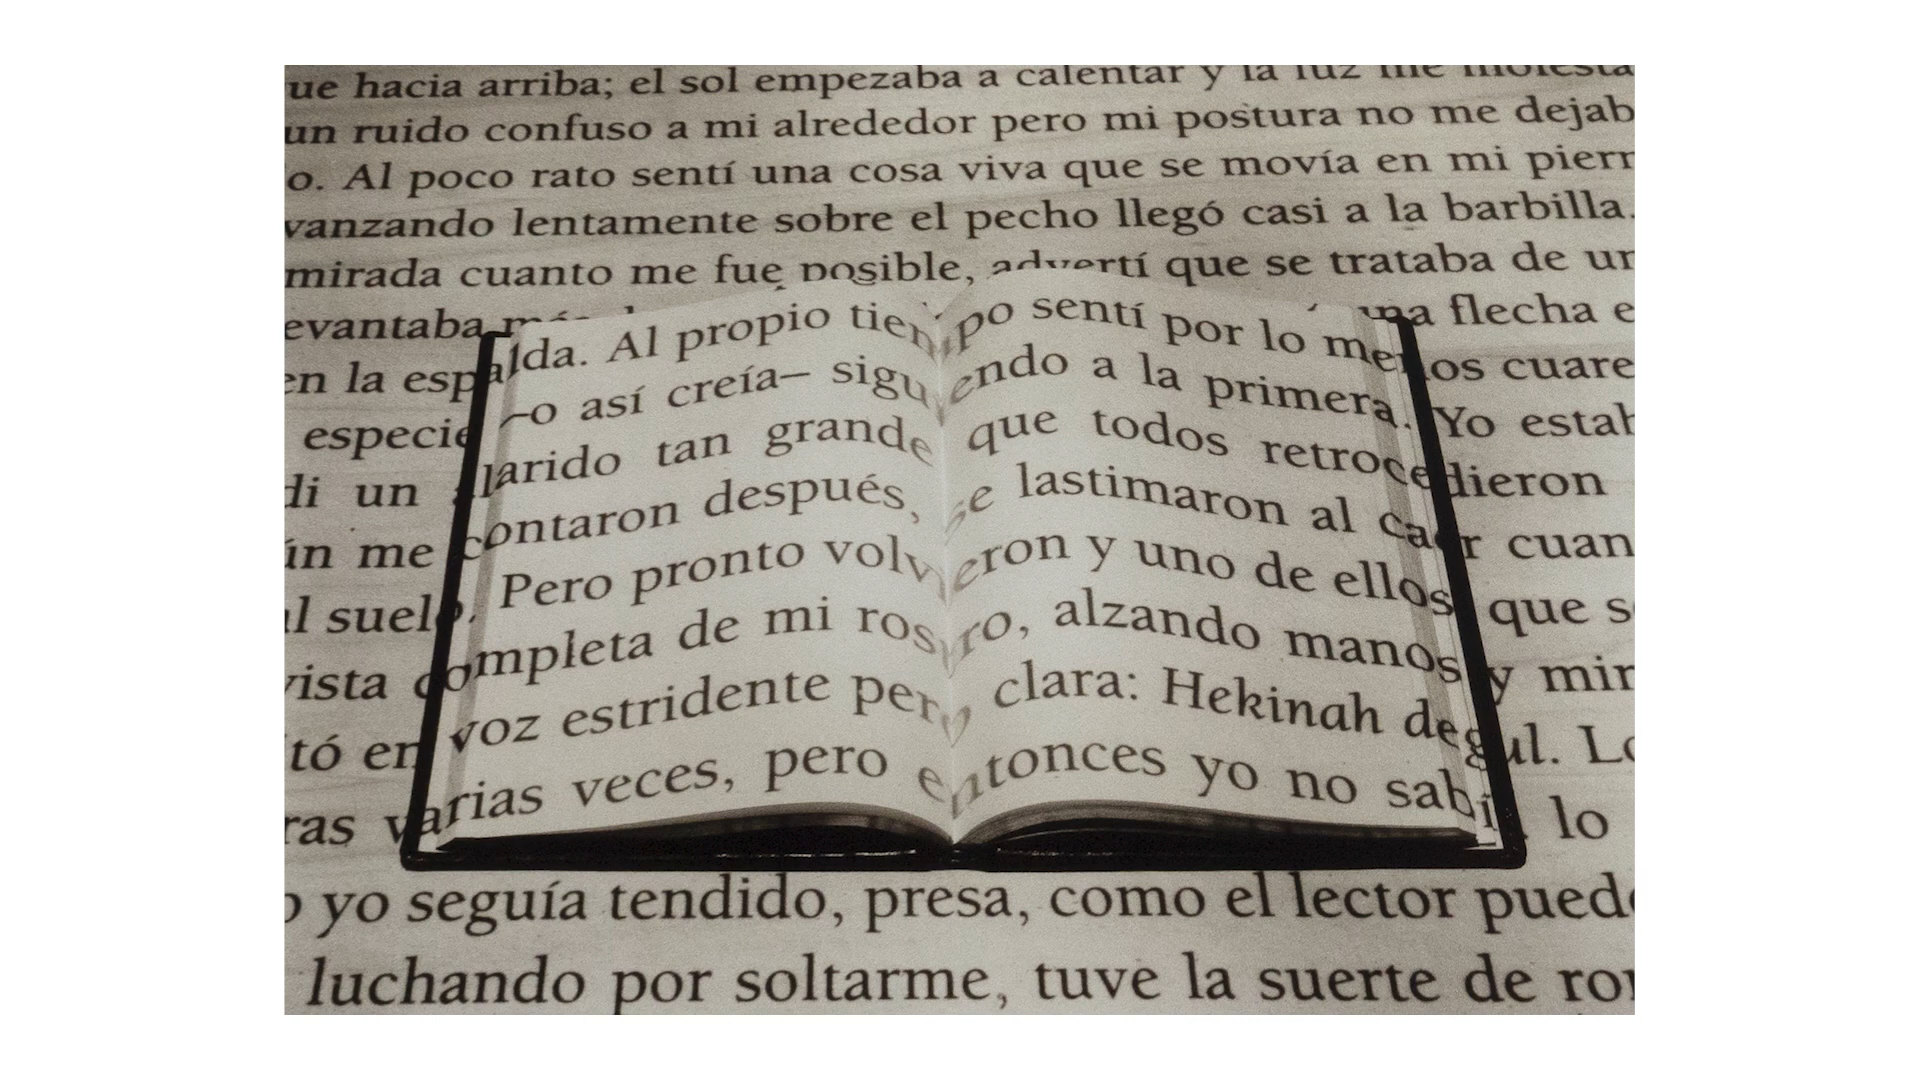 ue hacia arriba; el sol empezaba a calentar y la luz me molesta
un ruido confuso a mi alrededor pero mi postura no me dejab
o. Al poco rato sentí una cosa viva que se movía en mi pierr
vanzando lentamente sobre el pecho llegó casi a la barbilla.
mirada cuanto me fue posible, advertí que se trataba de un
evantaba flecha e
en la espalda. Al propio tiempo sentí por lo menos cuare
especie –o así creía– siguiendo a la primera. Yo estab
di un alarido tan grande que todos retrocedieron
ún me contaron después, se lastimaron al caer cuan
al suelo. Pero pronto volvieron y uno de ellos, que s
vista completa de mi rostro, alzando manos y mir
tó en voz estridente pero clara: Hekinah degul. Lo
ras varias veces, pero entonces yo no sabía lo
o yo seguía tendido, presa, como el lector puede
luchando por soltarme, tuve la suerte de ro